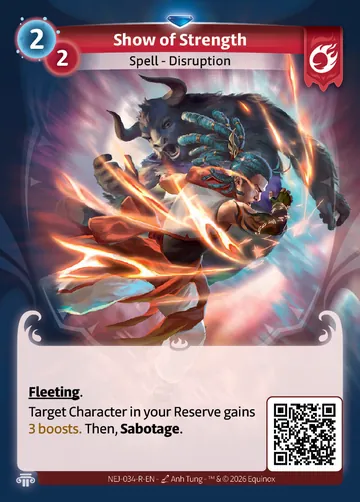 2
2
Show of Strength
Spell - Disruption
Fleeting.
Target Character in your Reserve gains
3 boosts. Then, Sabotage.
NEJ-034-R-EN - Anh Tung - ™ & © 2026 Equinox